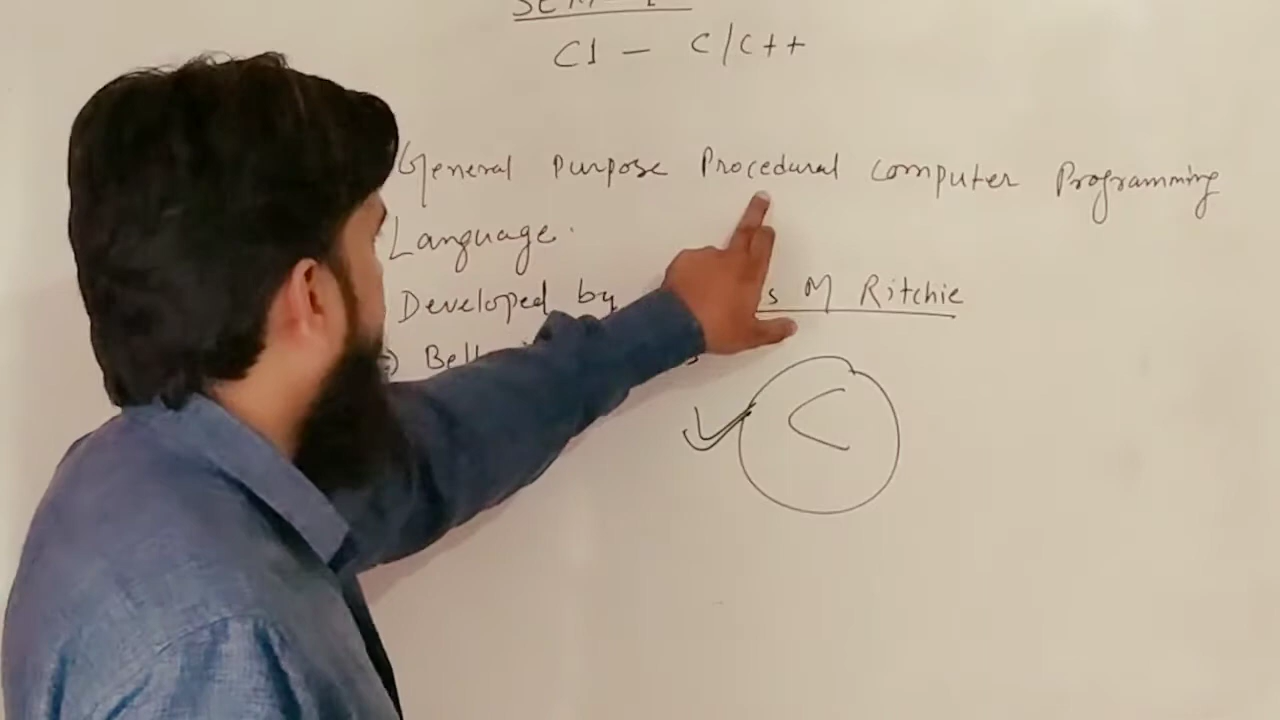 C1 – C/C++
General Purpose Procedural Computer Programming
Language.
Developed by s M Ritchie
Bell
C